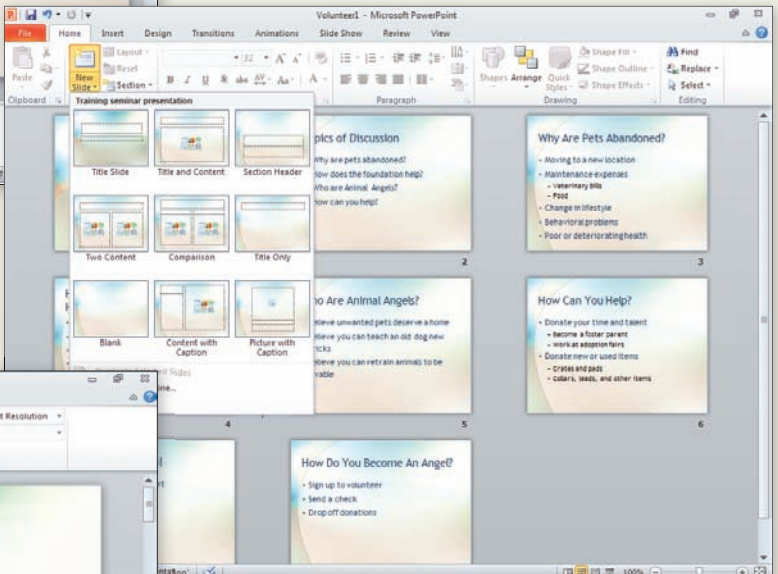 Volunteer1 - Microsoft PowerPoint
File Home Insert Design Transitions Animations Slide Show Review View
Layout
Reset
Section
Paste
New Slide
32
B I U S abc AV Aa A
Shapes Arrange Quick Styles
Shape Fill
Shape Outline
Shape Effects
Find
Replace
Select
Clipboard Paragraph Drawing Editing
Training seminar presentation
Title Slide Title and Content Section Header
Two Content Comparison Title Only
Blank Content with Caption Picture with Caption
pics of Discussion
Why are pets abandoned?
How does the foundation help?
Who are Animal Angels?
How can you help?
2
Why Are Pets Abandoned?
• Moving to a new location
• Maintenance expenses
– Veterinary bills
– Food
• Change in lifestyle
• Behavioral problems
• Poor or deteriorating health
3
4
ho Are Animal Angels?
lieve unwanted pets deserve a home
lieve you can teach an old dog new
ricks
lieve you can retrain animals to be
vable
5
How Can You Help?
• Donate your time and talent
– Become a foster parent
– Work at adoption fairs
• Donate new or used items
– Crates and pads
– Collars, leads, and other items
6
t Resolution
How Do You Become An Angel?
• Sign up to volunteer
• Send a check
• Drop off donations
100%